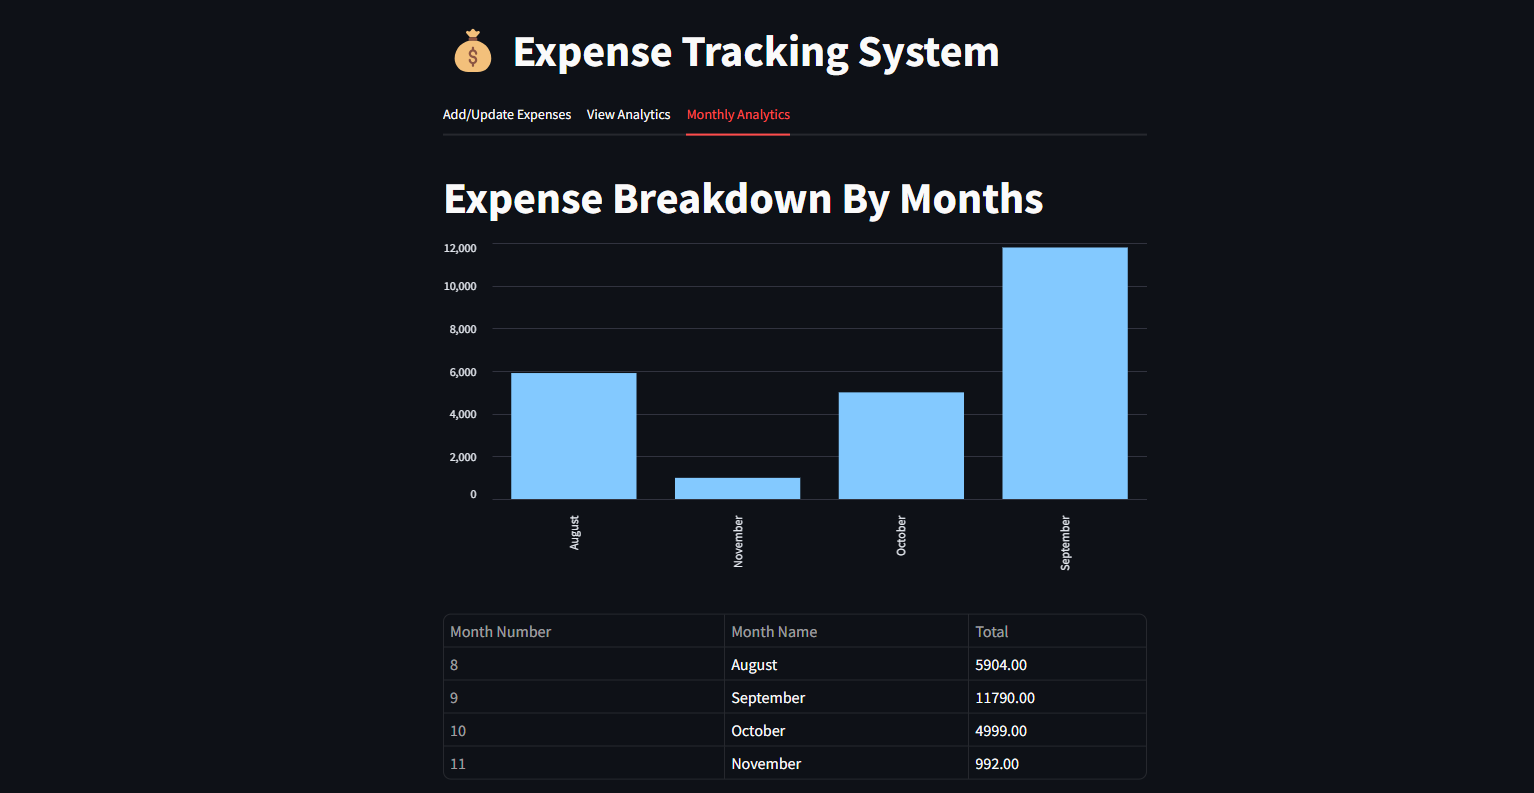 Expense Tracking System
Add/Update Expenses View Analytics Monthly Analytics
Expense Breakdown By Months
12,000
10,000
8,000
6,000
4,000
2,000
0
August November October September
Month Number Month Name Total
8 August 5904.00
9 September 11790.00
10 October 4999.00
11 November 992.00